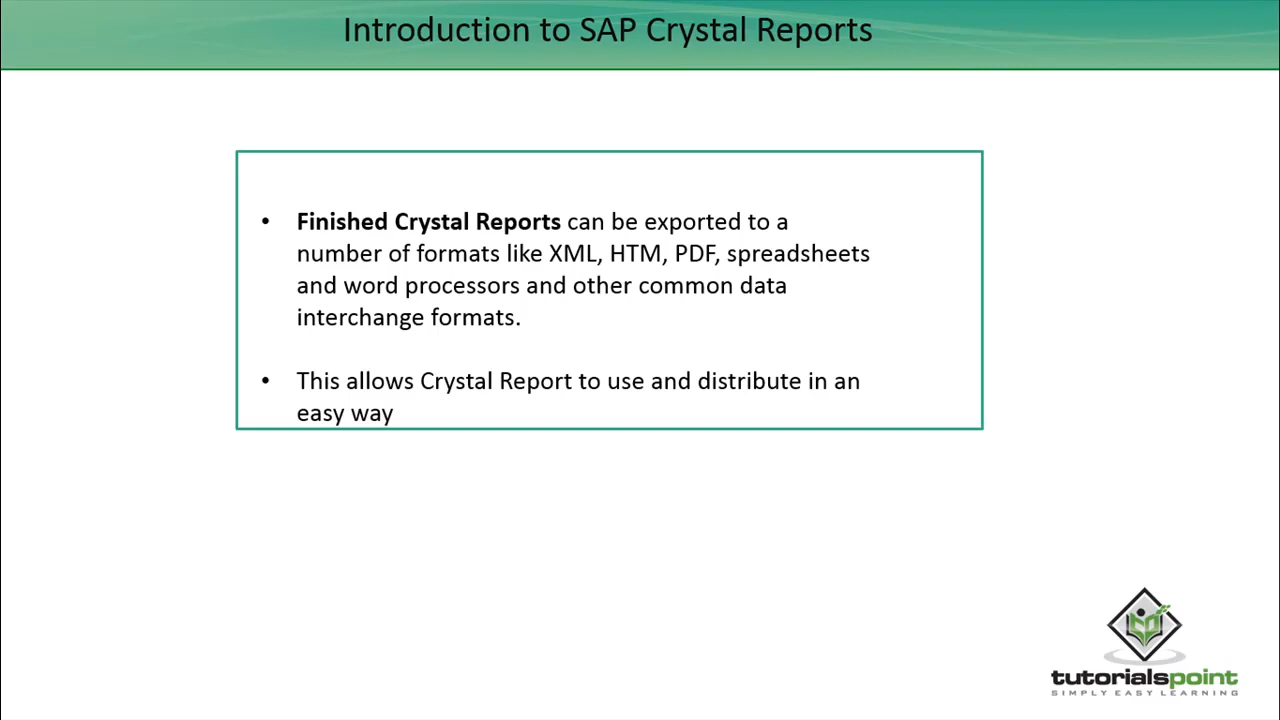 Introduction to SAP Crystal Reports
• Finished Crystal Reports can be exported to a
number of formats like XML, HTM, PDF, spreadsheets
and word processors and other common data
interchange formats.
• This allows Crystal Report to use and distribute in an
easy way
tutorialspoint
SIMPLY EASY LEARNING